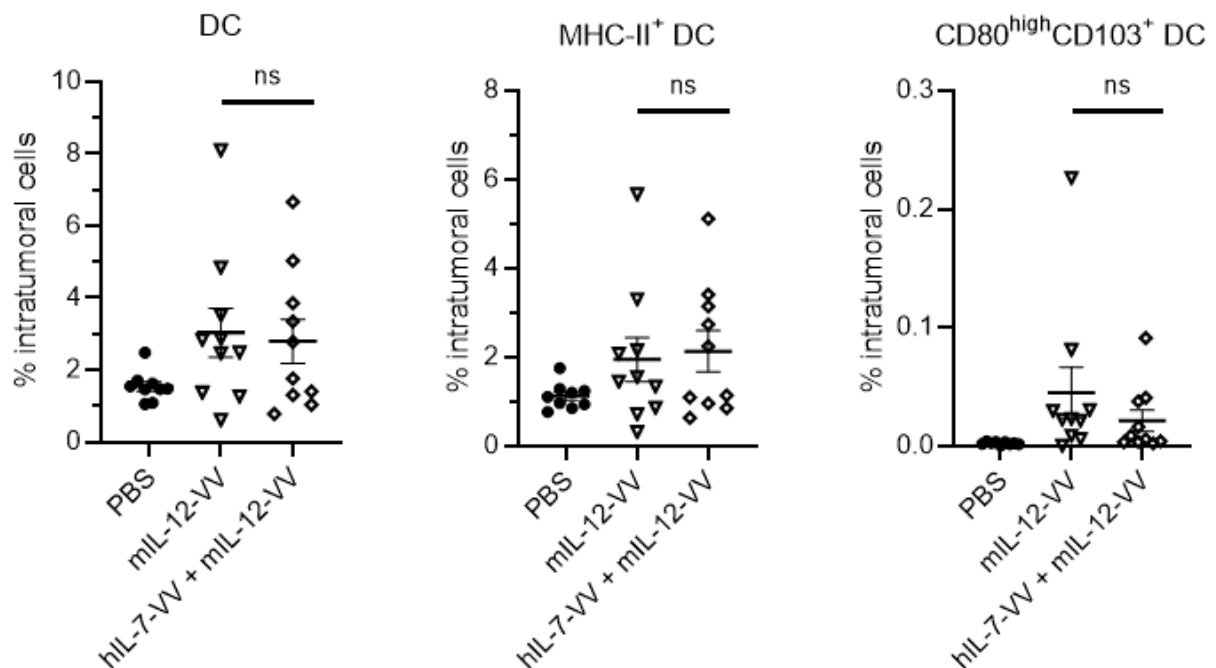 DC
ns
% intratumoral cells
10
8
6
4
2
0
PBS
mIL-12-VV
hIL-7-VV + mIL-12-VV
MHC-II⁺ DC
ns
% intratumoral cells
8
6
4
2
0
PBS
mIL-12-VV
hIL-7-VV + mIL-12-VV
CD80ʰⁱᵍʰCD103⁺ DC
ns
% intratumoral cells
0.3
0.2
0.1
0.0
PBS
mIL-12-VV
hIL-7-VV + mIL-12-VV